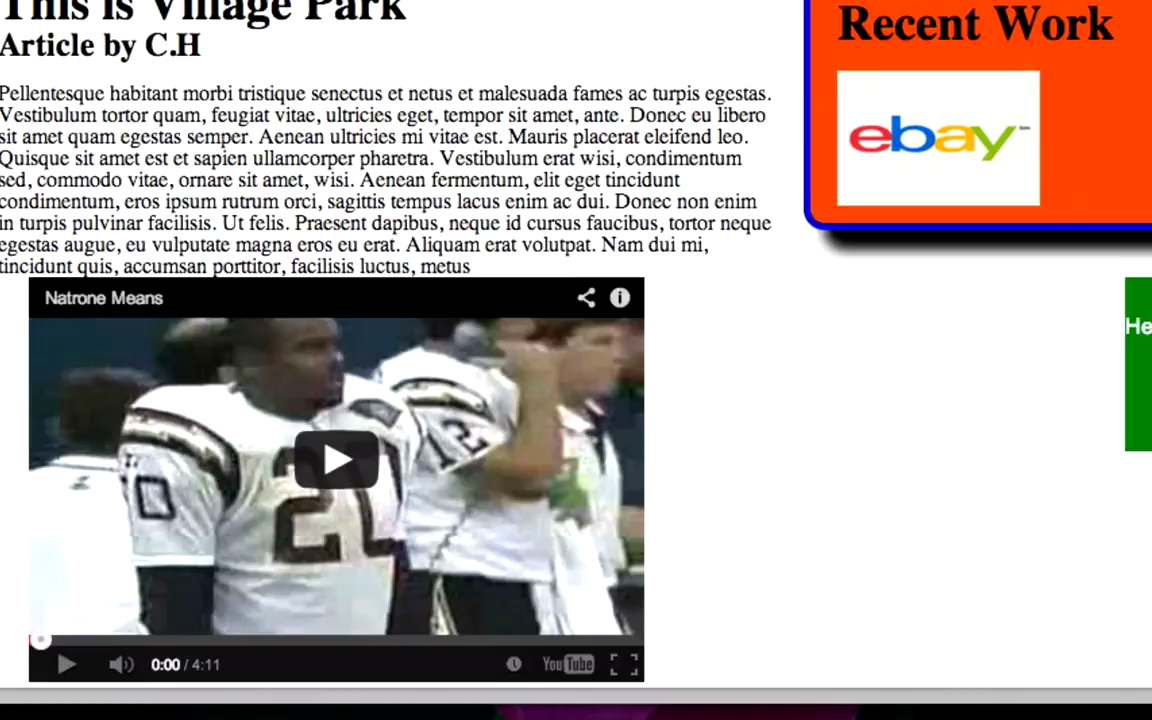 This is Village Park
Article by C.H
Pellentesque habitant morbi tristique senectus et netus et malesuada fames ac turpis egestas.
Vestibulum tortor quam, feugiat vitae, ultricies eget, tempor sit amet, ante. Donec eu libero
sit amet quam egestas semper. Aenean ultricies mi vitae est. Mauris placerat eleifend leo.
Quisque sit amet est et sapien ullamcorper pharetra. Vestibulum erat wisi, condimentum
sed, commodo vitae, ornare sit amet, wisi. Aenean fermentum, elit eget tincidunt
condimentum, eros ipsum rutrum orci, sagittis tempus lacus enim ac dui. Donec non enim
in turpis pulvinar facilisis. Ut felis. Praesent dapibus, neque id cursus faucibus, tortor neque
egestas augue, eu vulputate magna eros eu erat. Aliquam erat volutpat. Nam dui mi,
tincidunt quis, accumsan porttitor, facilisis luctus, metus
Recent Work
ebay
He
Natrone Means
20
0:00 / 4:11
YouTube